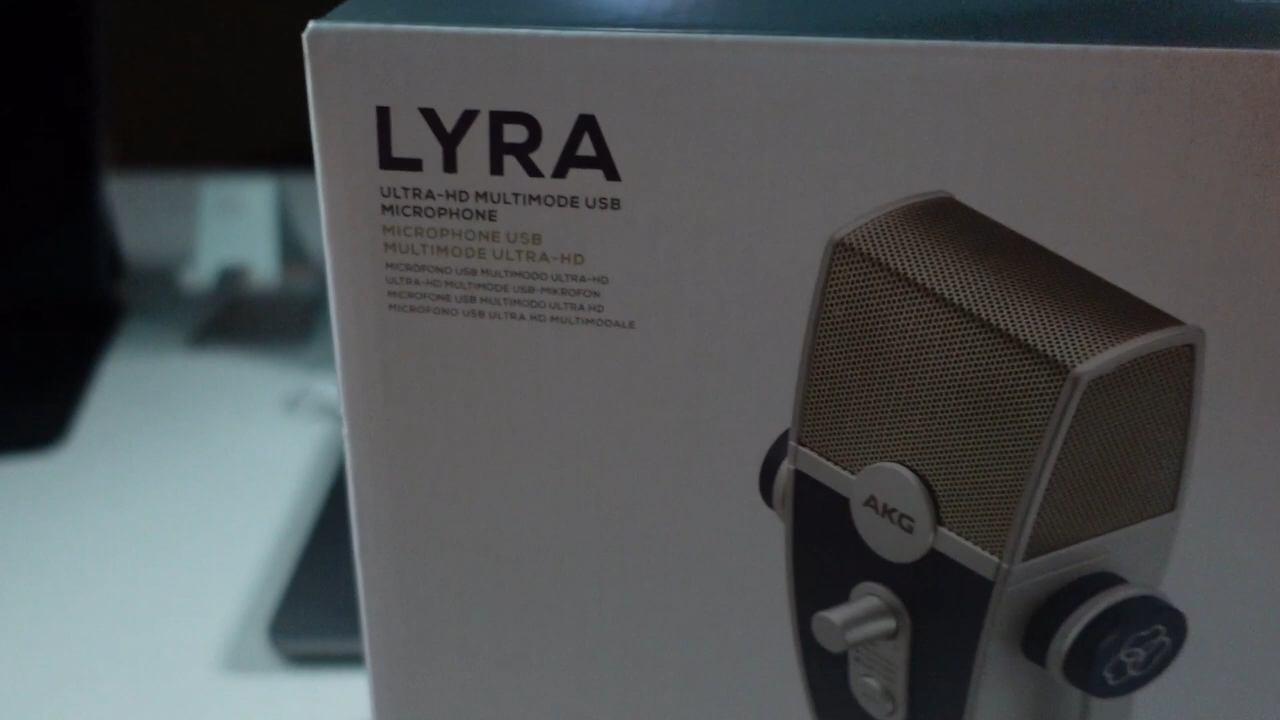 LYRA
ULTRA-HD MULTIMODE USB
MICROPHONE
MICROPHONE USB
MULTIMODE ULTRA-HD
MICRÓFONO USB MULTIMODO ULTRA-HD
ULTRA-HD MULTIMODE USB-MIKROFON
MICROFONE USB MULTIMODO ULTRA HD
MICROFONO USB ULTRA HD MULTIMODALE
AKG